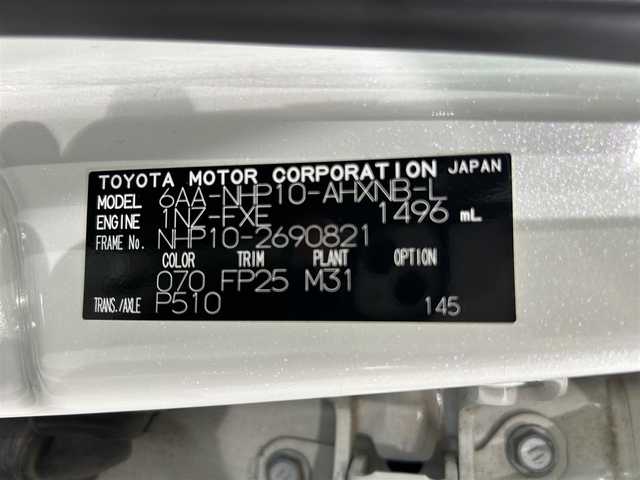 TOYOTA MOTOR CORPORATION JAPAN
MODEL 6AA-NHP10-AHXNB-L
ENGINE 1NZ-FXE 1496 mL
FRAME No. NHP10-2690821
COLOR TRIM PLANT OPTION
070 FP25 M31
TRANS./AXLE P510 145